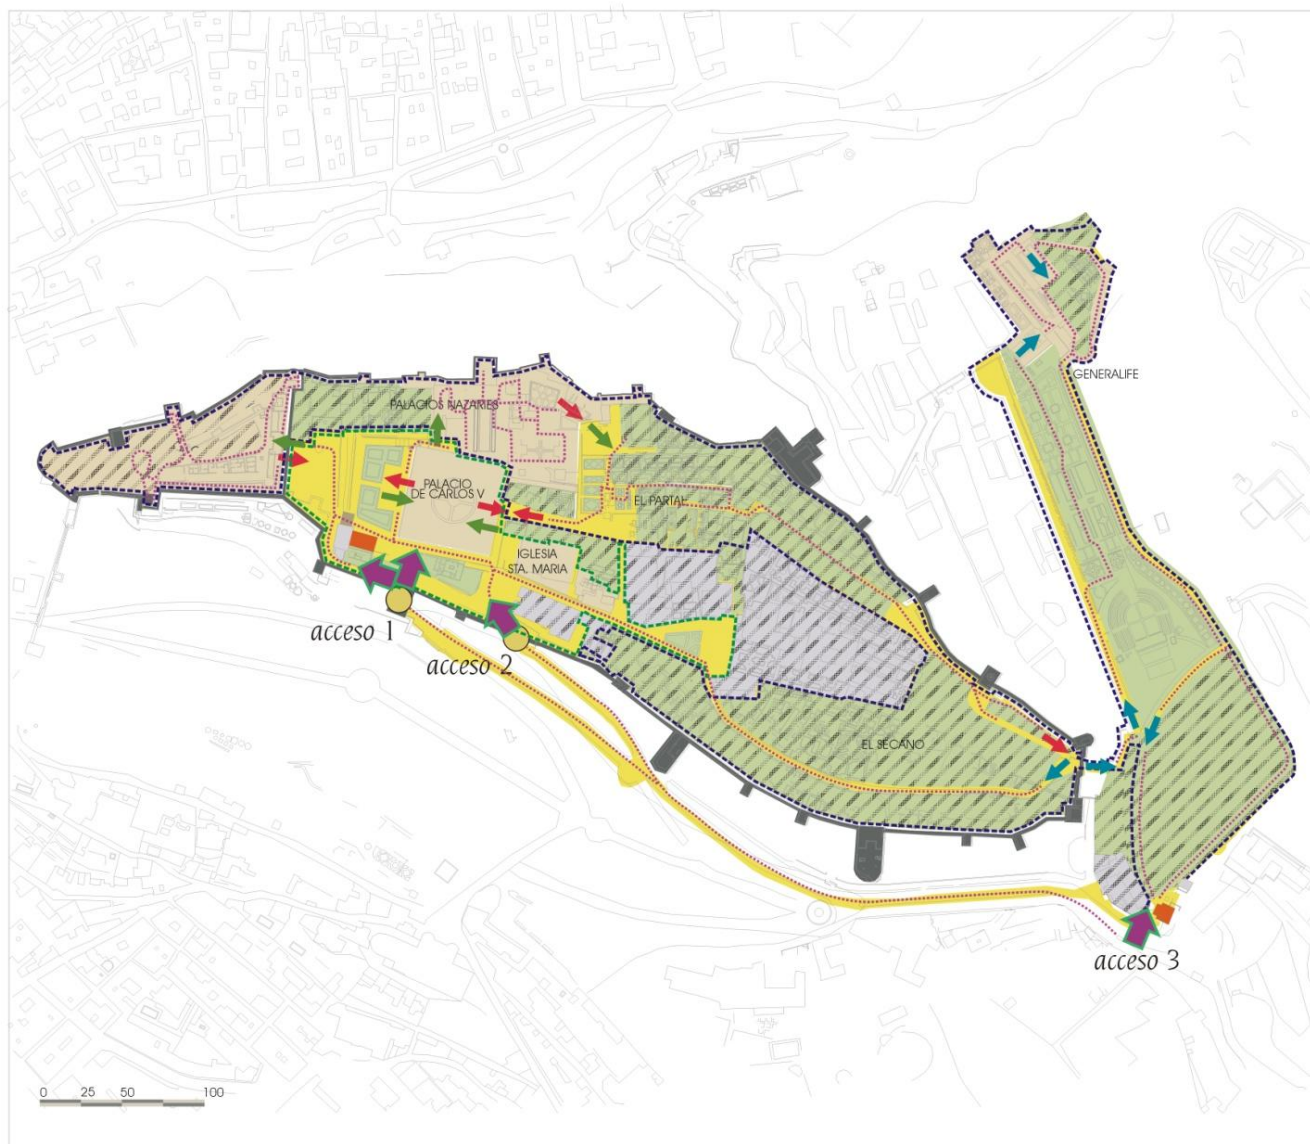 GENERALIFE
PALACIOS NAZARIES
PALACIO
DE CARLOS V
EL PARTAL
IGLESIA
STA. MARIA
acceso 1
acceso 2
EL SECANO
acceso 3
0 25 50 100